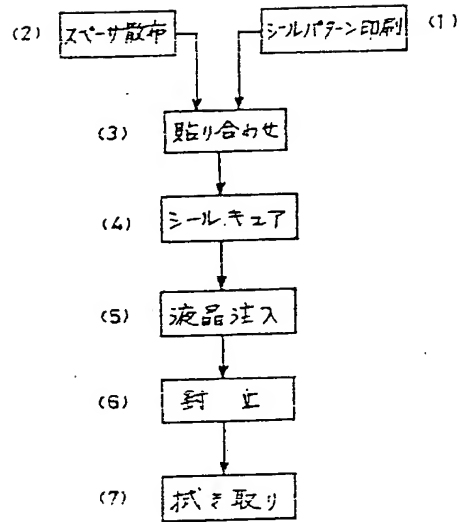 (2) スペーサ散布 シールパターン印刷 (1)
(3) 貼り合わせ
(4) シール.キュア
(5) 液晶注入
(6) 封止
(7) 拭き取り